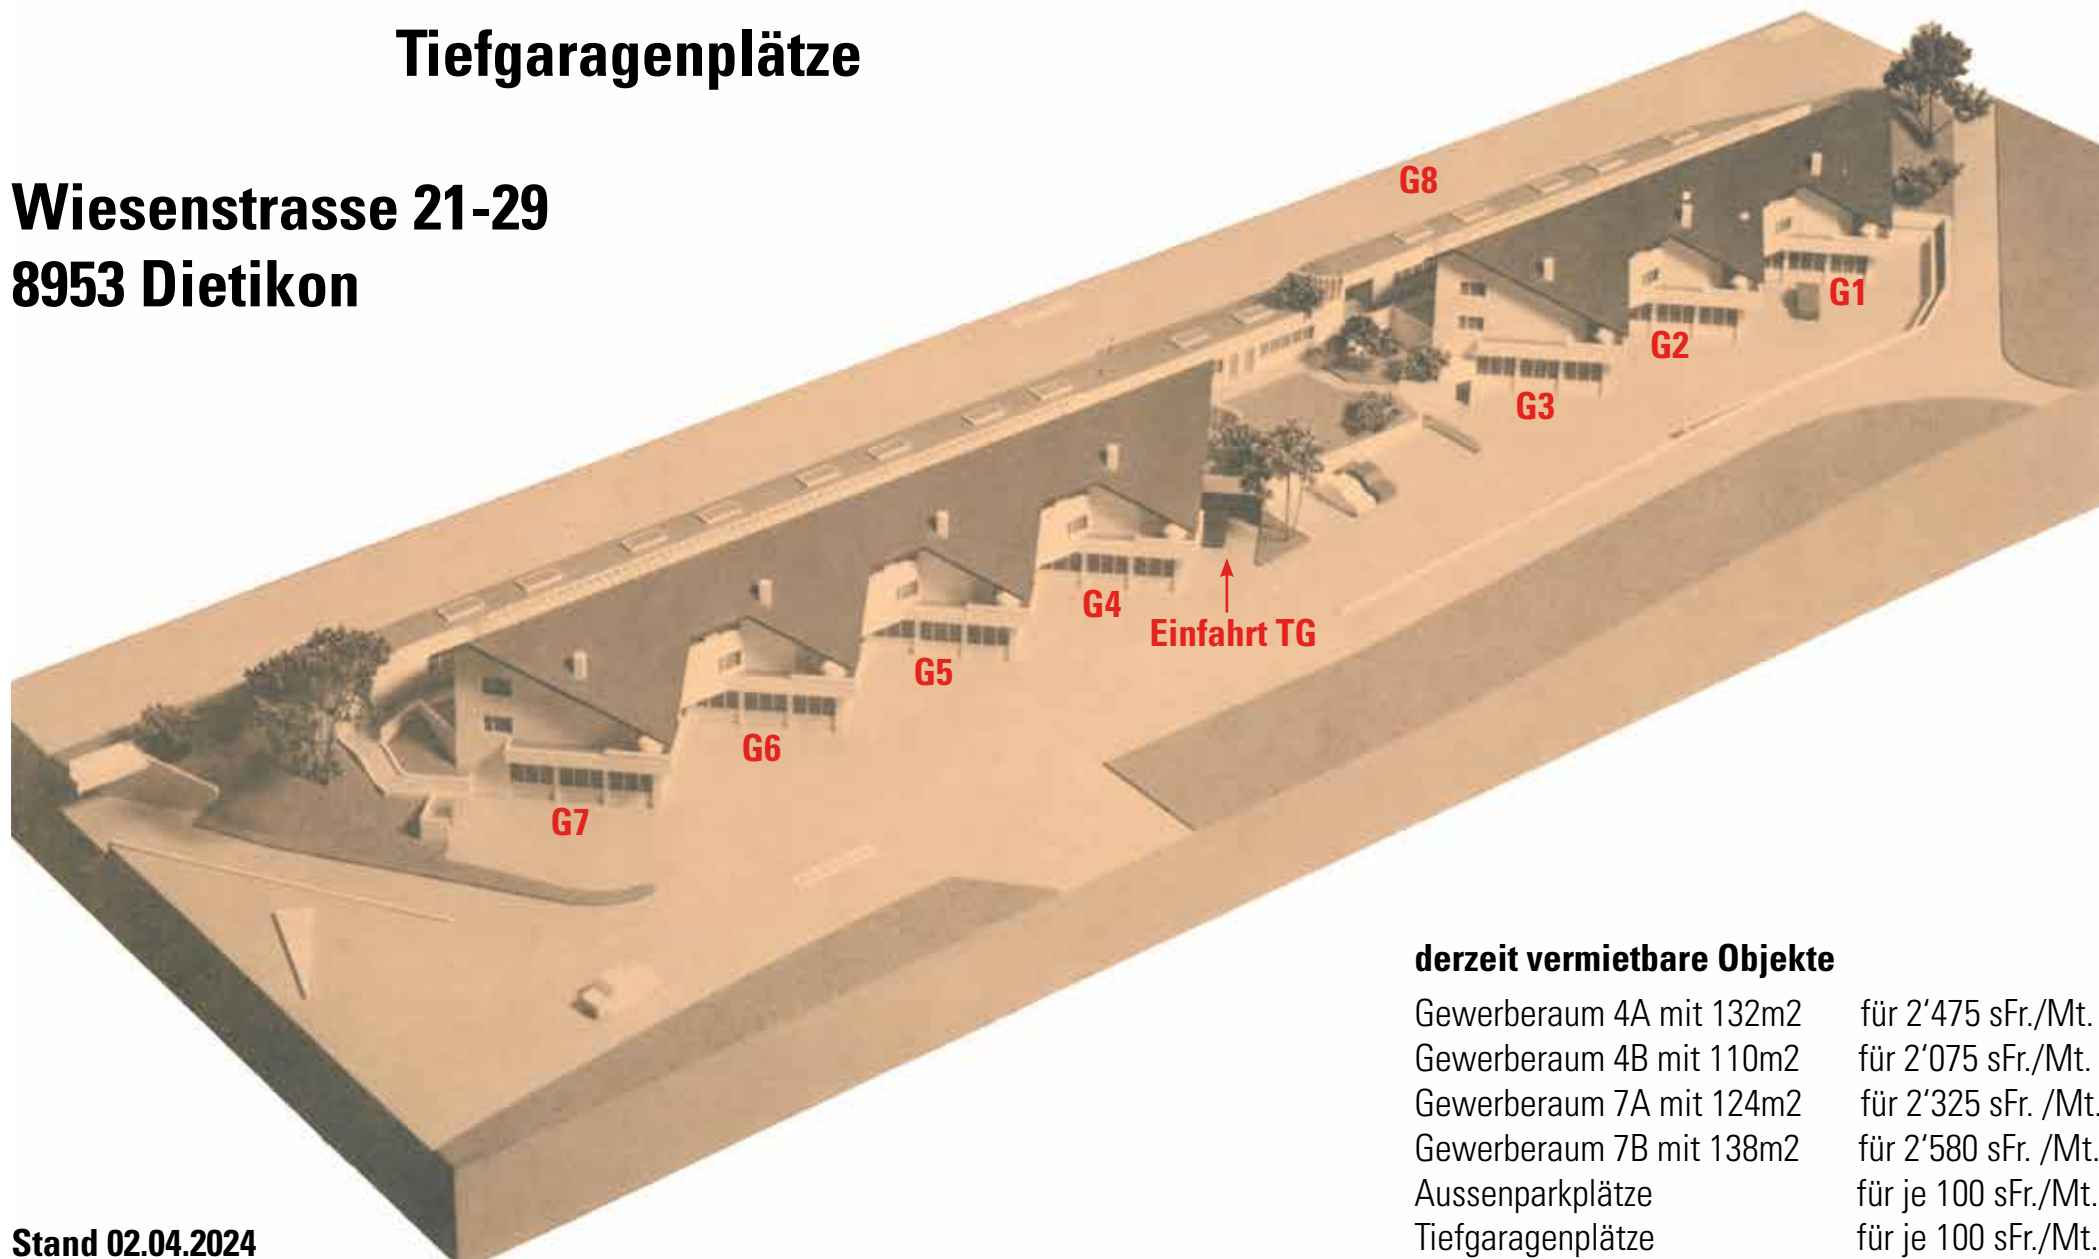 Tiefgaragenplätze
Wiesenstrasse 21-29
8953 Dietikon
G8
G1
G2
G3
G4
Einfahrt TG
G5
G6
G7
derzeit vermietbare Objekte
Gewerberaum 4A mit 132m2 für 2‘475 sFr./Mt.
Gewerberaum 4B mit 110m2 für 2‘075 sFr./Mt.
Gewerberaum 7A mit 124m2 für 2‘325 sFr. /Mt.
Gewerberaum 7B mit 138m2 für 2‘580 sFr. /Mt.
Aussenparkplätze für je 100 sFr./Mt.
Tiefgaragenplätze für je 100 sFr./Mt.
Stand 02.04.2024